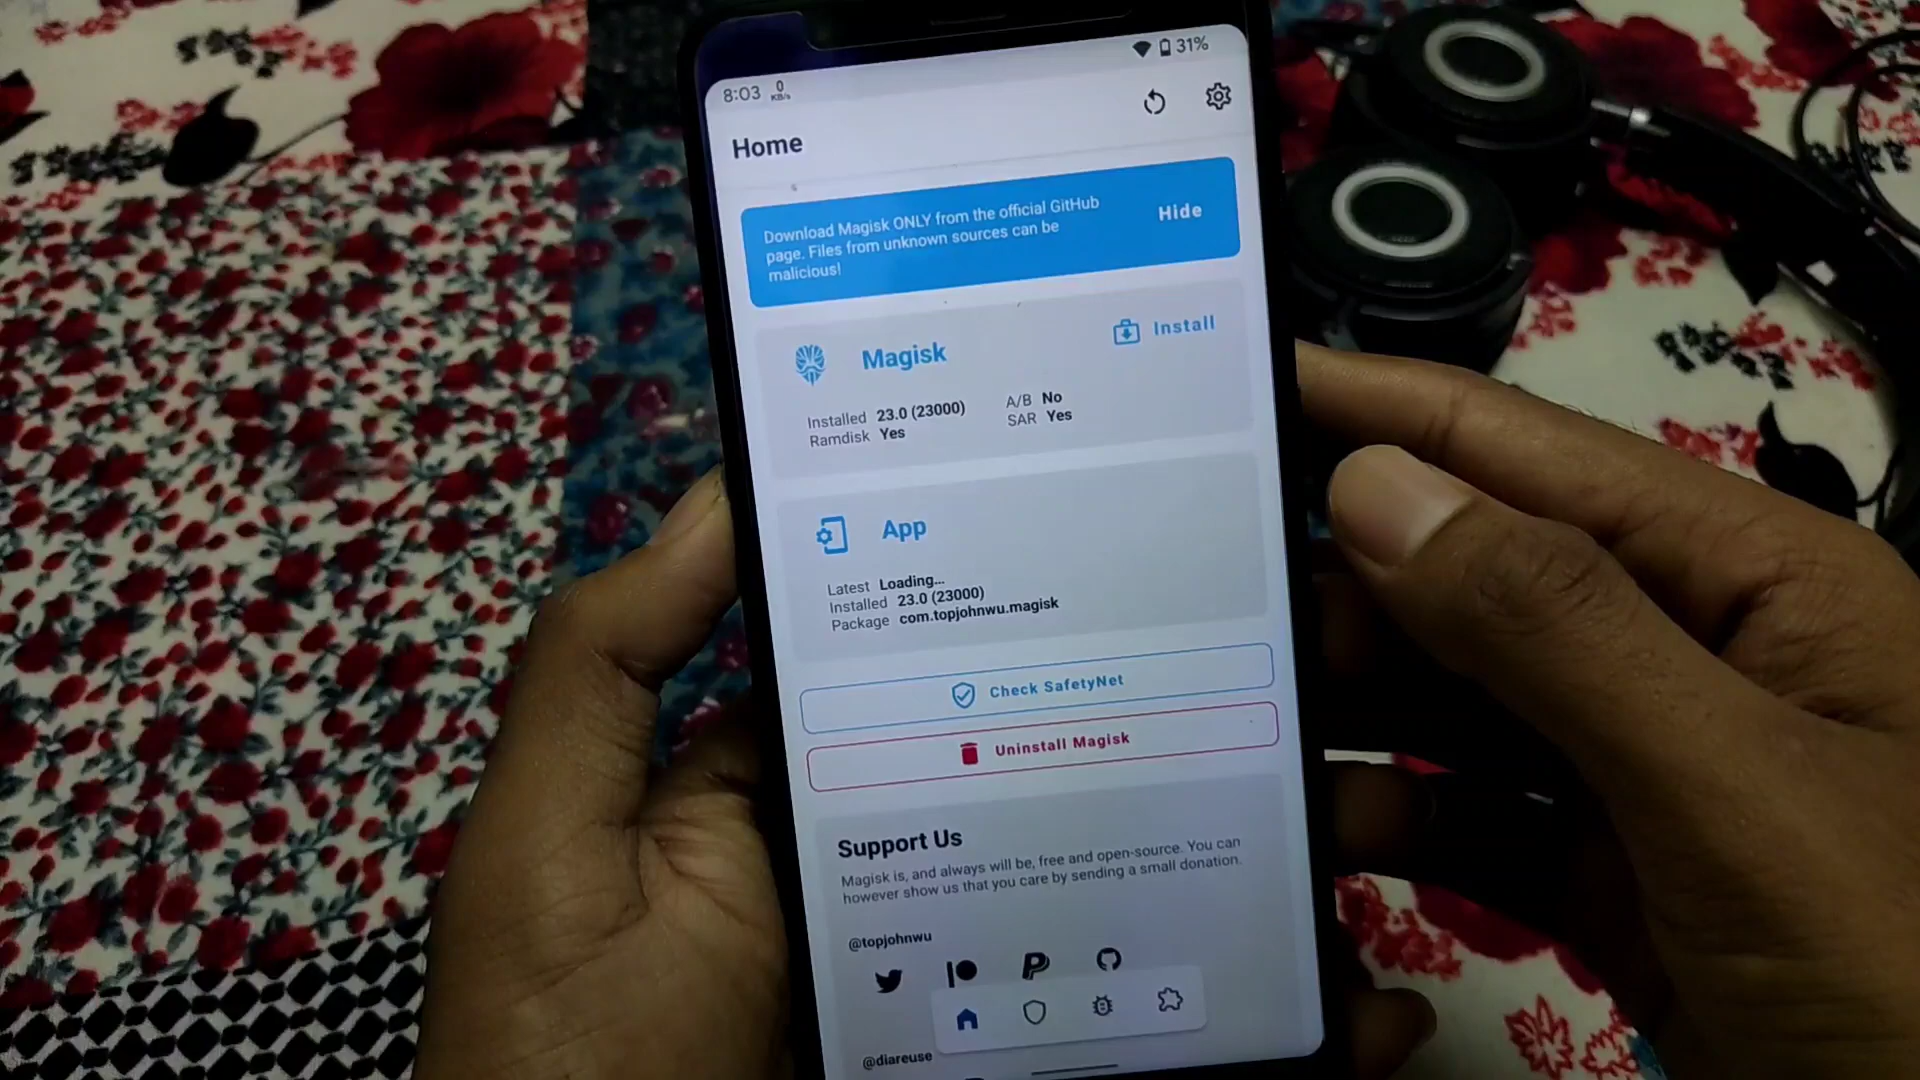 8:03 0 KB/s 31%
Home
Download Magisk ONLY from the official GitHub
page. Files from unknown sources can be
malicious!
Hide
Magisk
Install
Installed 23.0 (23000)
Ramdisk Yes
A/B No
SAR Yes
App
Latest Loading...
Installed 23.0 (23000)
Package com.topjohnwu.magisk
Check SafetyNet
Uninstall Magisk
Support Us
Magisk is, and always will be, free and open-source. You can
however show us that you care by sending a small donation.
@topjohnwu
@diareuse